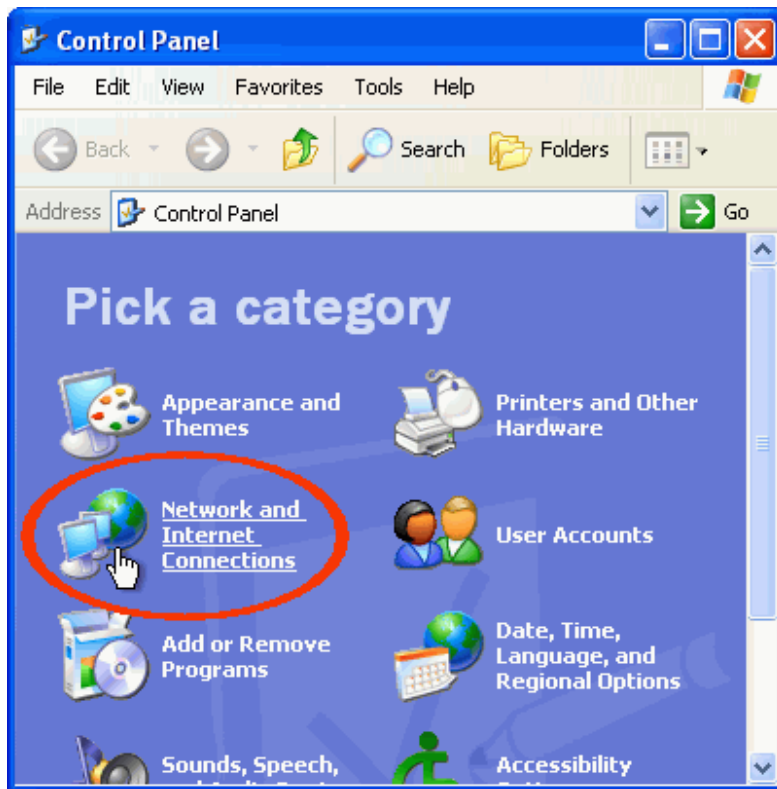 Control Panel
File Edit View Favorites Tools Help
Back Search Folders
Address Control Panel Go
Pick a category
Appearance and
Themes
Printers and Other
Hardware
Network and
Internet
Connections
User Accounts
Add or Remove
Programs
Date, Time,
Language, and
Regional Options
Sounds, Speech,
Accessibility